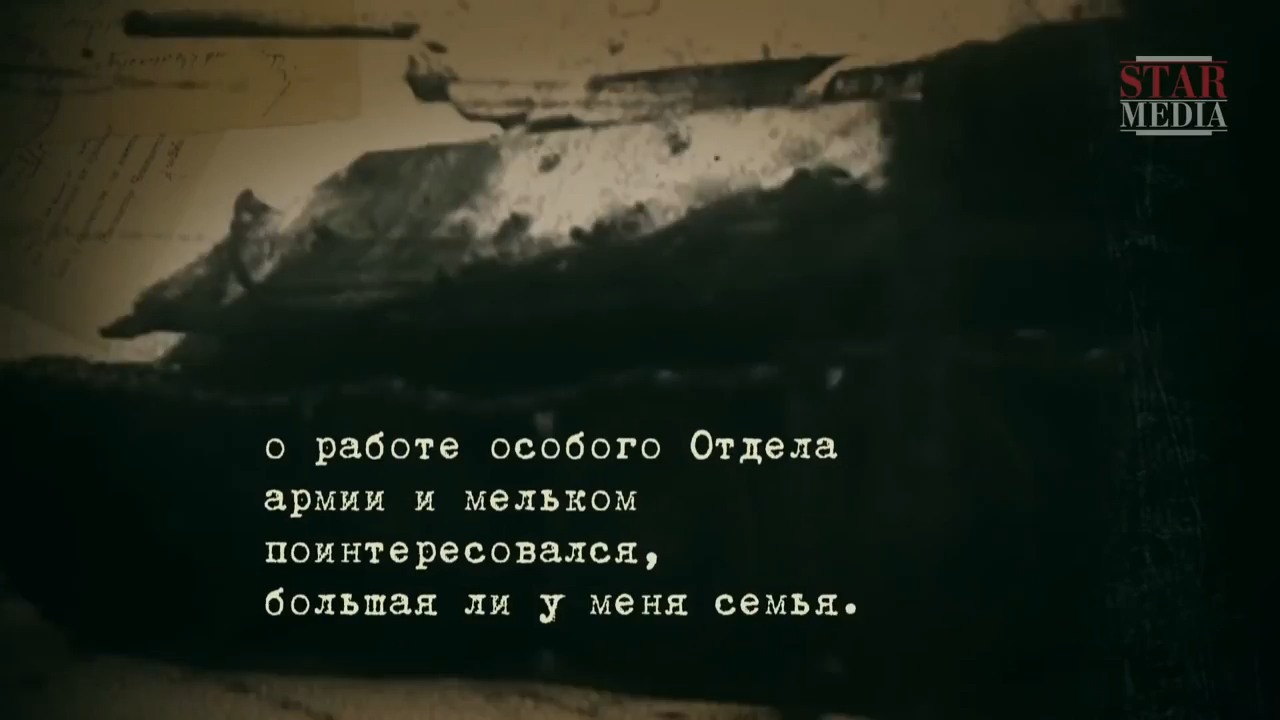 STAR
MEDIA
о работе особого Отдела
армии и мельком
поинтересовался,
большая ли у меня семья.